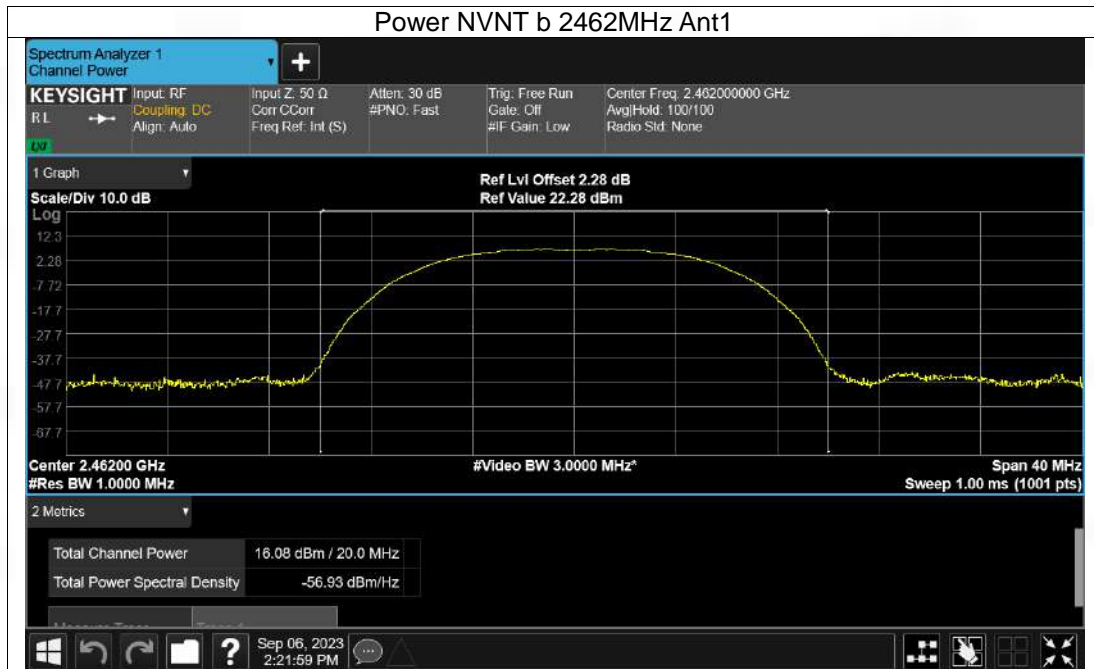 Power NVNT b 2462MHz Ant1
Spectrum Analyzer 1
Channel Power
KEYSIGHT
R L
LXI
Input: RF
Coupling: DC
Align: Auto
Input Z: 50 Ω
Corr CCorr
Freq Ref: Int (S)
Atten: 30 dB
#PNO: Fast
Trig: Free Run
Gate: Off
#IF Gain: Low
Center Freq: 2.462000000 GHz
Avg|Hold: 100/100
Radio Std: None
1 Graph
Ref Lvl Offset 2.28 dB
Scale/Div 10.0 dB
Ref Value 22.28 dBm
Log
12.3
2.28
-7.72
-17.7
-27.7
-37.7
-47.7
-57.7
-67.7
Center 2.46200 GHz
#Video BW 3.0000 MHz*
Span 40 MHz
#Res BW 1.0000 MHz
Sweep 1.00 ms (1001 pts)
2 Metrics
Total Channel Power 16.08 dBm / 20.0 MHz
Total Power Spectral Density -56.93 dBm/Hz
?
Sep 06, 2023
2:21:59 PM